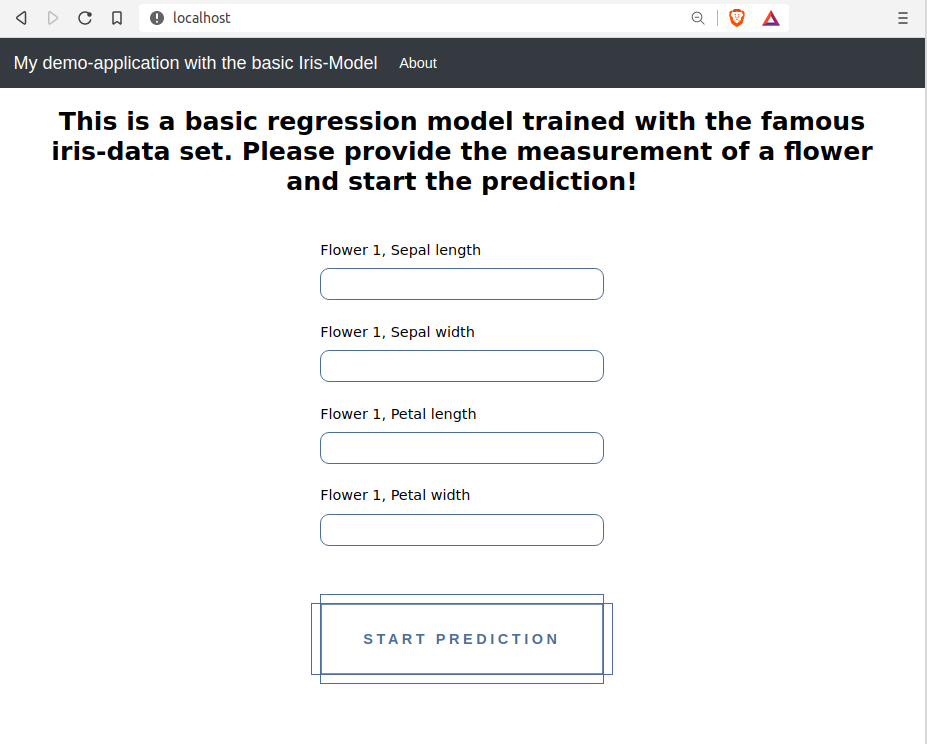 localhost
My demo-application with the basic Iris-Model About
This is a basic regression model trained with the famous
iris-data set. Please provide the measurement of a flower
and start the prediction!
Flower 1, Sepal length
Flower 1, Sepal width
Flower 1, Petal length
Flower 1, Petal width
START PREDICTION